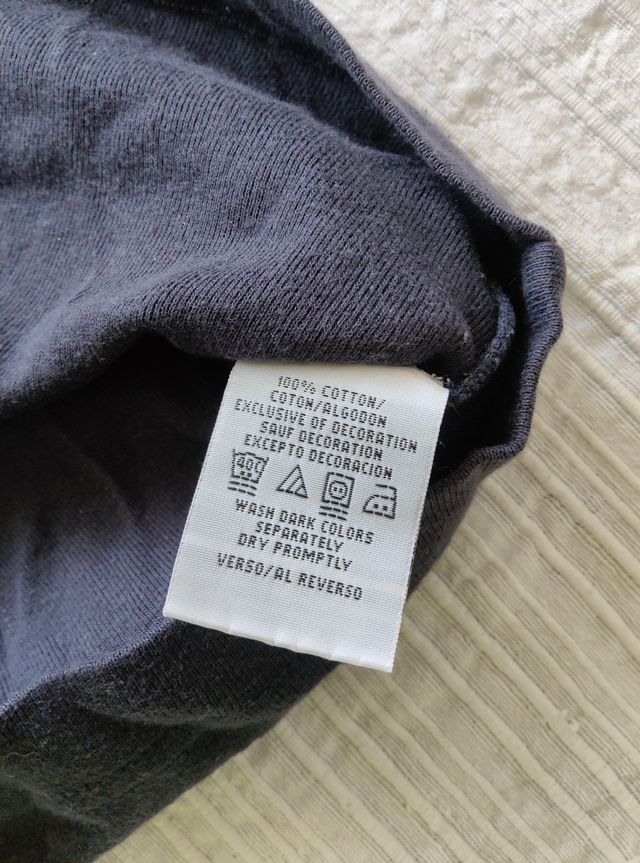 100% COTTON/
COTON/ALGODON
EXCLUSIVE OF DECORATION
SAUF DECORATION
EXCEPTO DECORACION
40C
WASH DARK COLORS
SEPARATELY
DRY PROMPTLY
VERSO/AL REVERSO